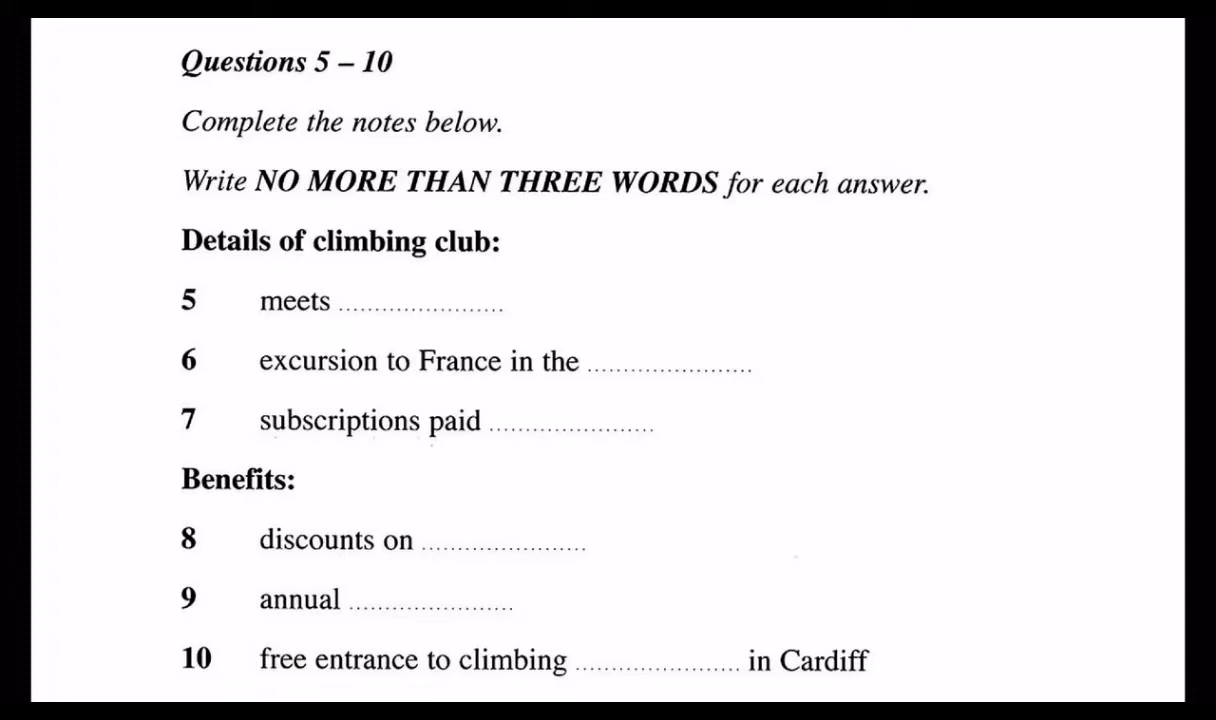 Questions 5 – 10
Complete the notes below.
Write NO MORE THAN THREE WORDS for each answer.
Details of climbing club:
5 meets ........................
6 excursion to France in the ........................
7 subscriptions paid ........................
Benefits:
8 discounts on ........................
9 annual ........................
10 free entrance to climbing ........................ in Cardiff